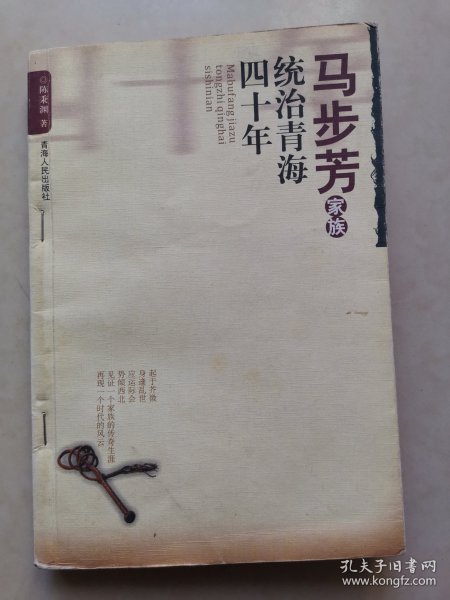 马步芳
家族
统治青海
四十年
Mabufang jiazu
tongzhi qinghai
sishinian
◎陈秉渊 著
青海人民出版社
起于芥微
身逢乱世
应运际会
势倾西北
见证一个家族的传奇生涯
再现一个时代的风云
孔夫子旧书网
www.kongfz.com